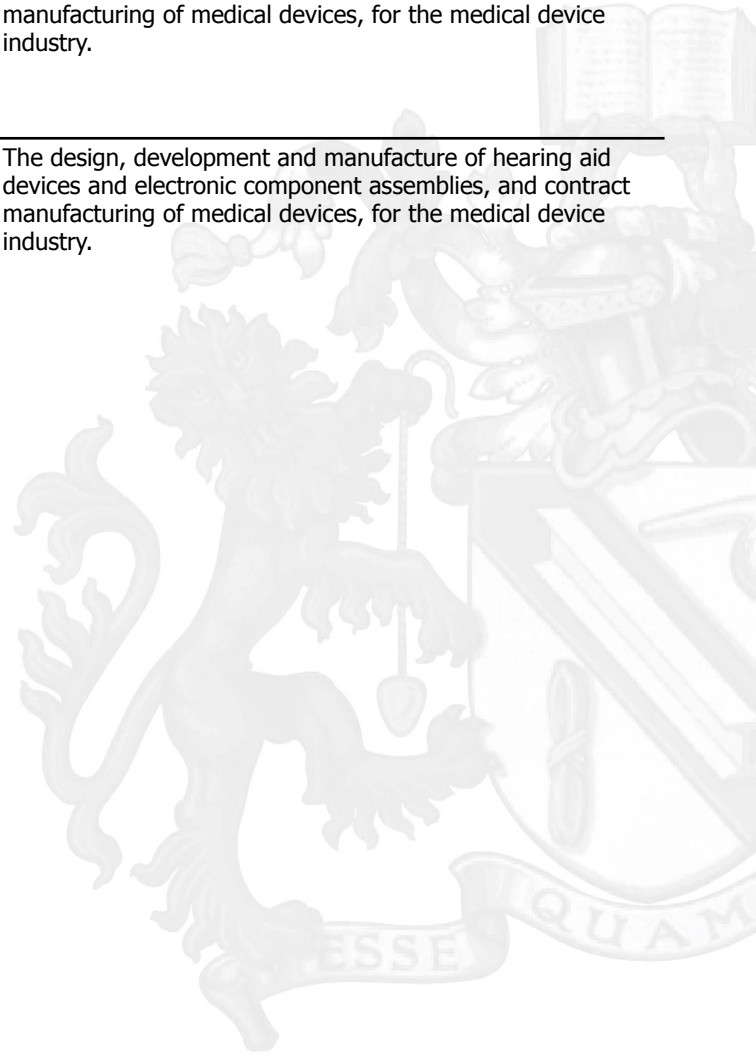 manufacturing of medical devices, for the medical device
industry.
The design, development and manufacture of hearing aid
devices and electronic component assemblies, and contract
manufacturing of medical devices, for the medical device
industry.
ESSE
QUAM